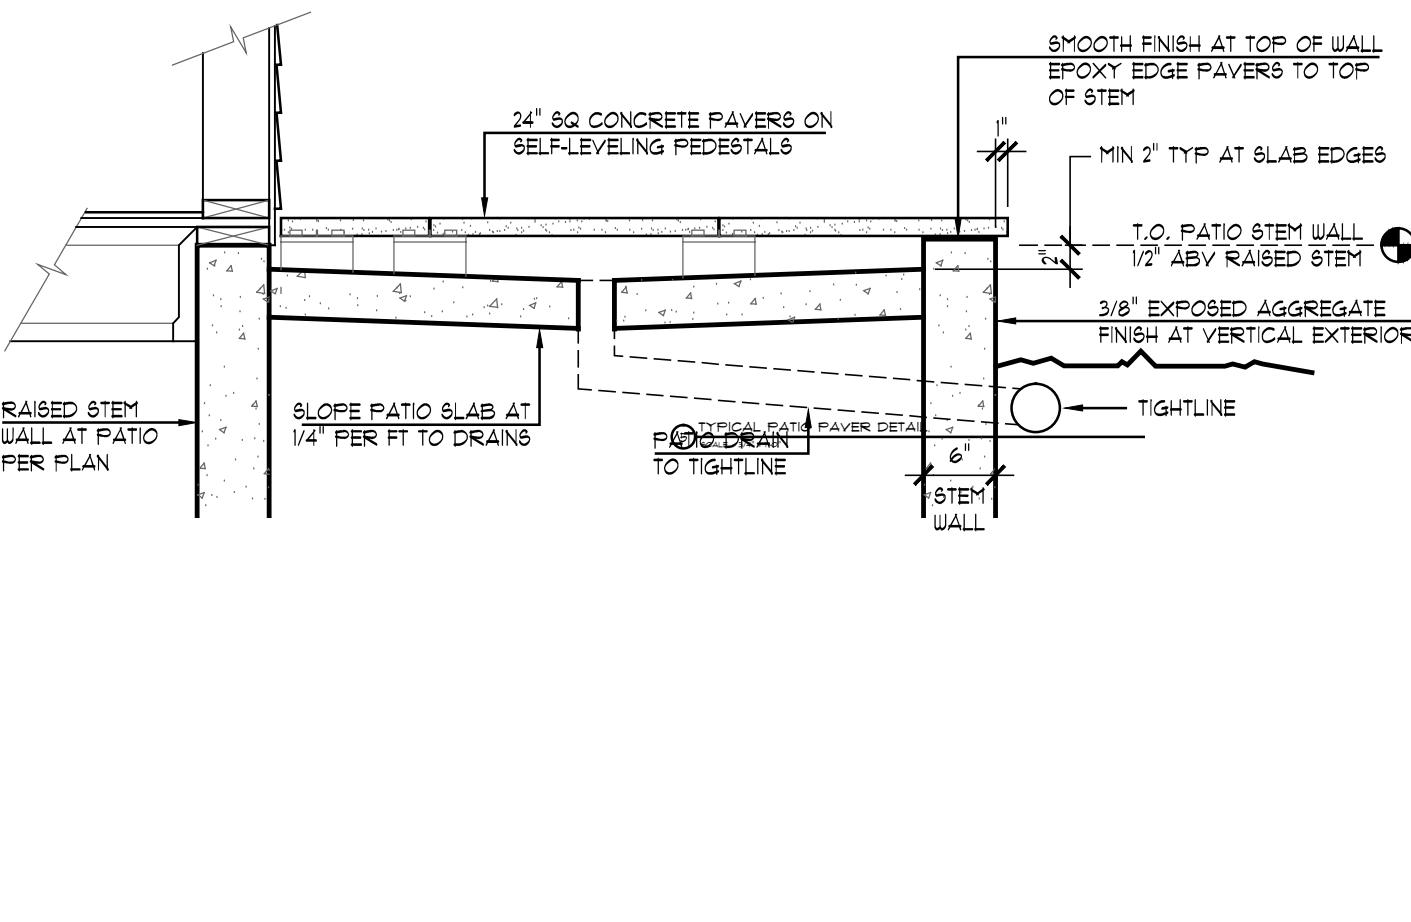 SMOOTH FINISH AT TOP OF WALL
EPOXY EDGE PAVERS TO TOP
OF STEM
24" SQ CONCRETE PAVERS ON
SELF-LEVELING PEDESTALS
1"
MIN 2" TYP AT SLAB EDGES
T.O. PATIO STEM WALL
1/2" ABV RAISED STEM
2"
3/8" EXPOSED AGGREGATE
FINISH AT VERTICAL EXTERIOR
RAISED STEM
WALL AT PATIO
PER PLAN
SLOPE PATIO SLAB AT
1/4" PER FT TO DRAINS
TIGHTLINE
TYPICAL PATIO PAVER DETAIL
PATIO DRAIN
TO TIGHTLINE
6"
STEM
WALL